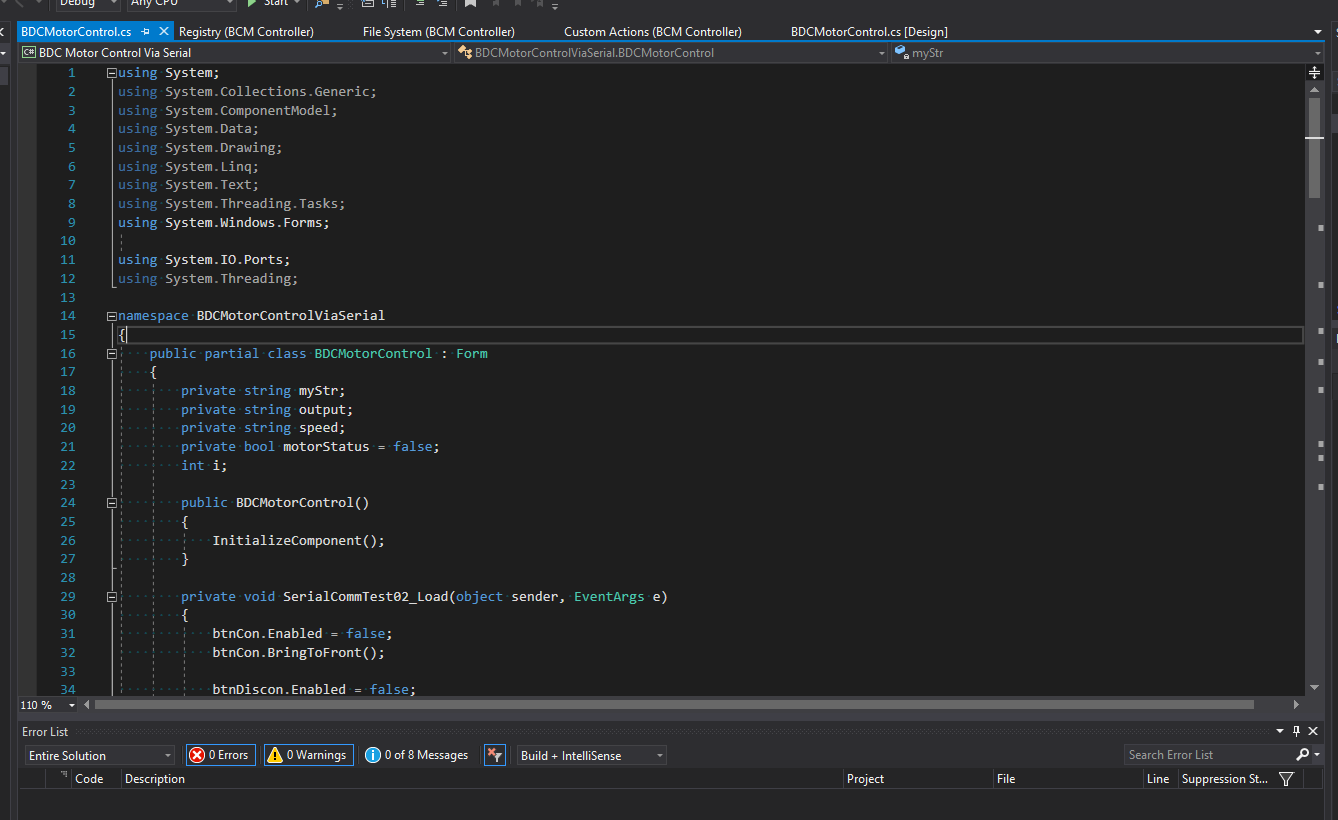 Debug Any CPU Start
BDCMotorControl.cs Registry (BCM Controller) File System (BCM Controller) Custom Actions (BCM Controller) BDCMotorControl.cs [Design]
C# BDC Motor Control Via Serial BDCMotorControlViaSerial.BDCMotorControl myStr
1 using System;
2 using System.Collections.Generic;
3 using System.ComponentModel;
4 using System.Data;
5 using System.Drawing;
6 using System.Linq;
7 using System.Text;
8 using System.Threading.Tasks;
9 using System.Windows.Forms;
10
11 using System.IO.Ports;
12 using System.Threading;
13
14 namespace BDCMotorControlViaSerial
15 {
16 public partial class BDCMotorControl : Form
17 {
18 private string myStr;
19 private string output;
20 private string speed;
21 private bool motorStatus = false;
22 int i;
23
24 public BDCMotorControl()
25 {
26 InitializeComponent();
27 }
28
29 private void SerialCommTest02_Load(object sender, EventArgs e)
30 {
31 btnCon.Enabled = false;
32 btnCon.BringToFront();
33
34 btnDiscon.Enabled = false;
110 %
Error List
Entire Solution 0 Errors 0 Warnings 0 of 8 Messages Build + IntelliSense Search Error List
Code Description Project File Line Suppression St...